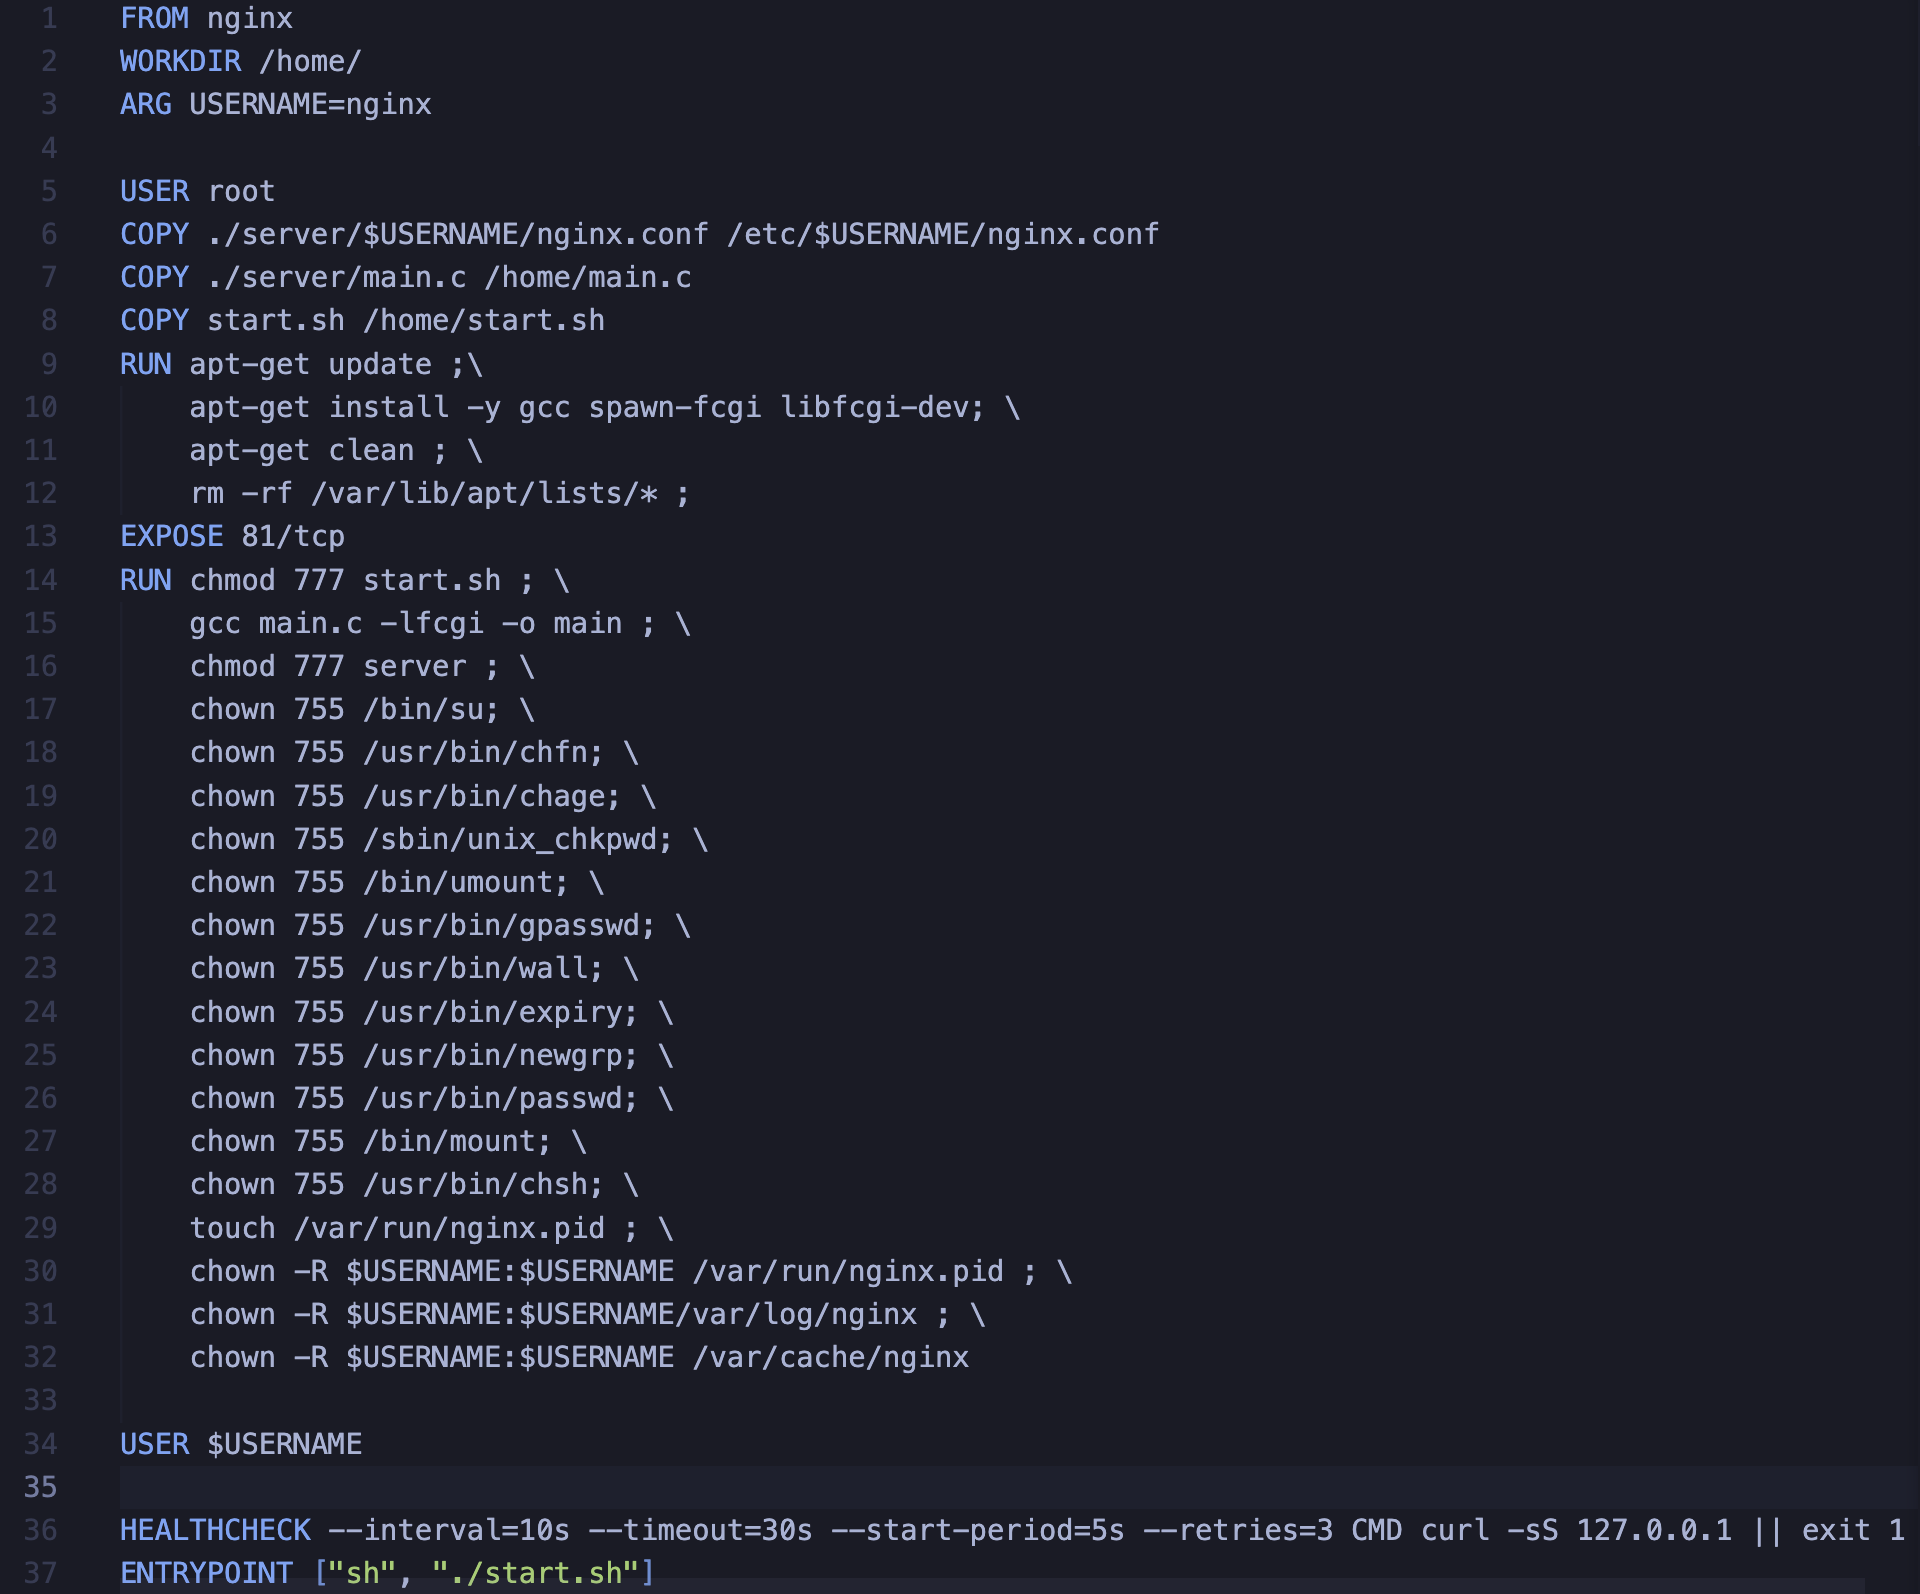 1 FROM nginx
2 WORKDIR /home/
3 ARG USERNAME=nginx
4
5 USER root
6 COPY ./server/$USERNAME/nginx.conf /etc/$USERNAME/nginx.conf
7 COPY ./server/main.c /home/main.c
8 COPY start.sh /home/start.sh
9 RUN apt-get update ;\
10     apt-get install -y gcc spawn-fcgi libfcgi-dev; \
11     apt-get clean ; \
12     rm -rf /var/lib/apt/lists/* ;
13 EXPOSE 81/tcp
14 RUN chmod 777 start.sh ; \
15     gcc main.c -lfcgi -o main ; \
16     chmod 777 server ; \
17     chown 755 /bin/su; \
18     chown 755 /usr/bin/chfn; \
19     chown 755 /usr/bin/chage; \
20     chown 755 /sbin/unix_chkpwd; \
21     chown 755 /bin/umount; \
22     chown 755 /usr/bin/gpasswd; \
23     chown 755 /usr/bin/wall; \
24     chown 755 /usr/bin/expiry; \
25     chown 755 /usr/bin/newgrp; \
26     chown 755 /usr/bin/passwd; \
27     chown 755 /bin/mount; \
28     chown 755 /usr/bin/chsh; \
29     touch /var/run/nginx.pid ; \
30     chown -R $USERNAME:$USERNAME /var/run/nginx.pid ; \
31     chown -R $USERNAME:$USERNAME/var/log/nginx ; \
32     chown -R $USERNAME:$USERNAME /var/cache/nginx
33
34 USER $USERNAME
35
36 HEALTHCHECK --interval=10s --timeout=30s --start-period=5s --retries=3 CMD curl -sS 127.0.0.1 || exit 1
37 ENTRYPOINT ["sh", "./start.sh"]